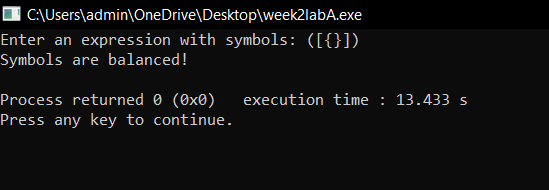 C:\Users\admin\OneDrive\Desktop\week2labA.exe
Enter an expression with symbols: ([{}])
Symbols are balanced!
Process returned 0 (0x0)   execution time : 13.433 s
Press any key to continue.